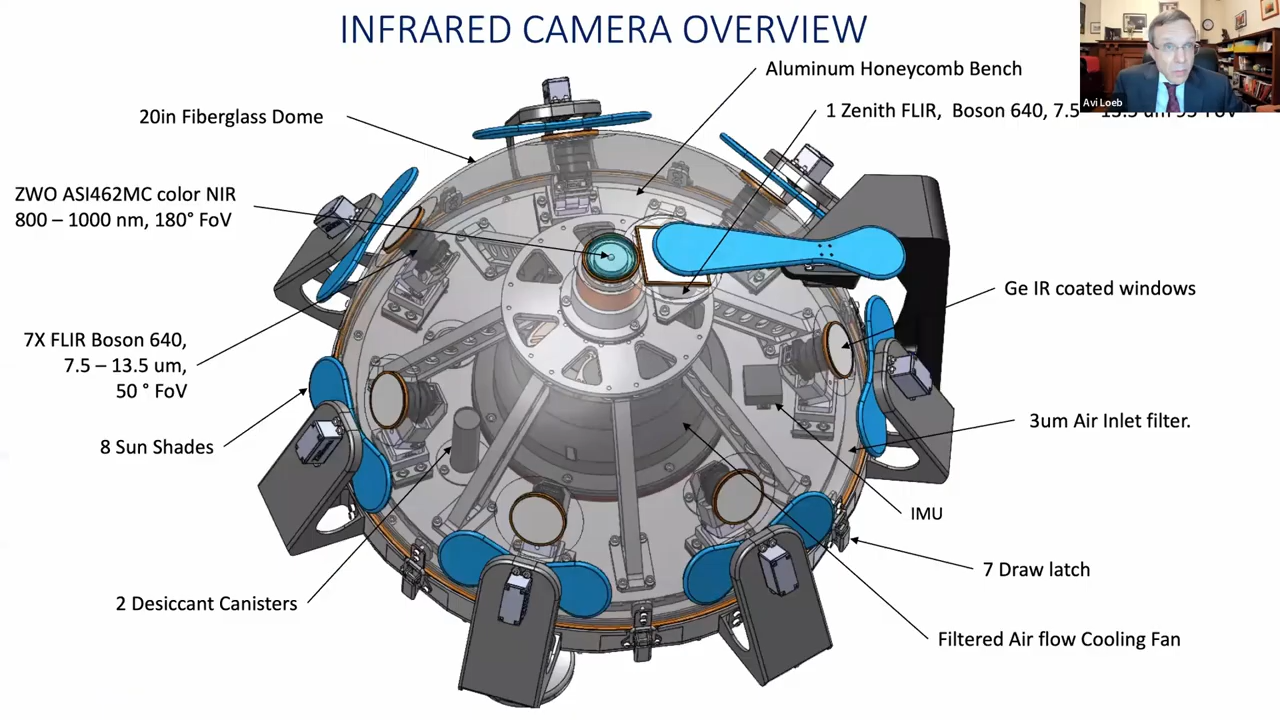 INFRARED CAMERA OVERVIEW
Avi Loeb
Aluminum Honeycomb Bench
20in Fiberglass Dome
1 Zenith FLIR, Boson 640, 7.5
ZWO ASI462MC color NIR
800 – 1000 nm, 180° FoV
Ge IR coated windows
7X FLIR Boson 640,
7.5 – 13.5 um,
50 ° FoV
8 Sun Shades
3um Air Inlet filter.
IMU
7 Draw latch
2 Desiccant Canisters
Filtered Air flow Cooling Fan